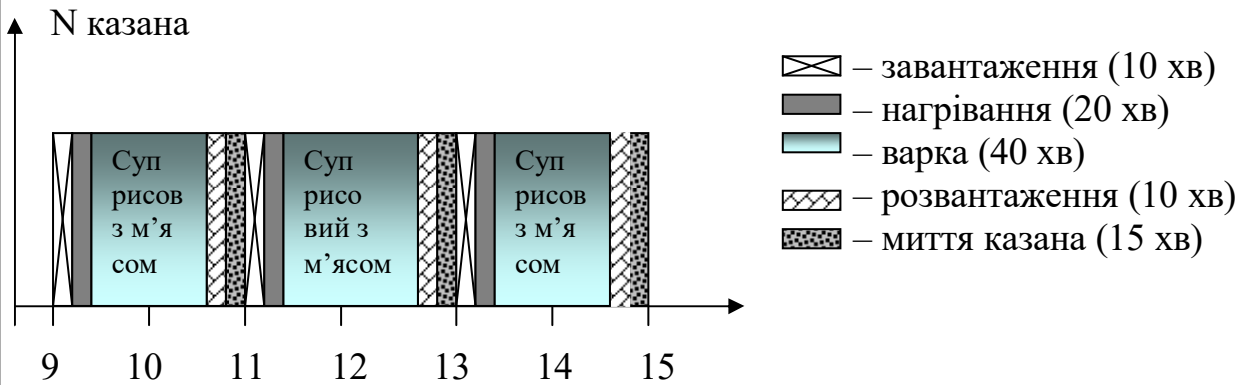 N казана
– завантаження (10 хв)
– нагрівання (20 хв)
– варка (40 хв)
– розвантаження (10 хв)
– миття казана (15 хв)
Суп
рисов
з м’я
сом
Суп
рисо
вий з
м’ясом
Суп
рисов
з м’я
сом
9 10 11 12 13 14 15